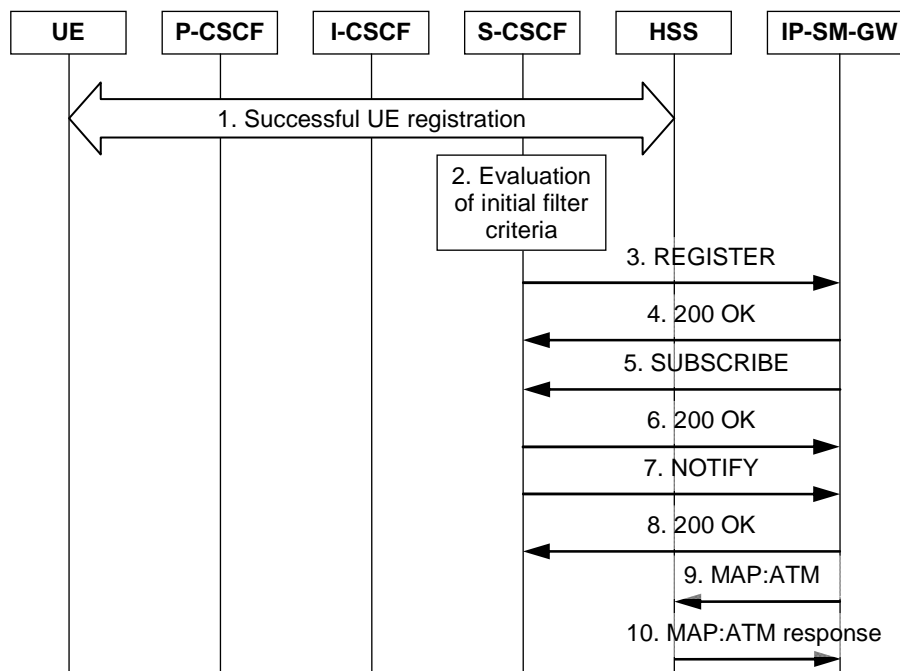 UE
P-CSCF
I-CSCF
S-CSCF
HSS
IP-SM-GW
1. Successful UE registration
2. Evaluation
of initial filter
criteria
3. REGISTER
4. 200 OK
5. SUBSCRIBE
6. 200 OK
7. NOTIFY
8. 200 OK
9. MAP:ATM
10. MAP:ATM response